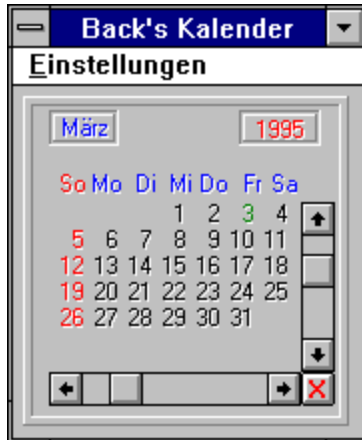 Back's Kalender
Einstellungen
März 1995
So Mo Di Mi Do Fr Sa
1 2 3 4
5 6 7 8 9 10 11
12 13 14 15 16 17 18
19 20 21 22 23 24 25
26 27 28 29 30 31